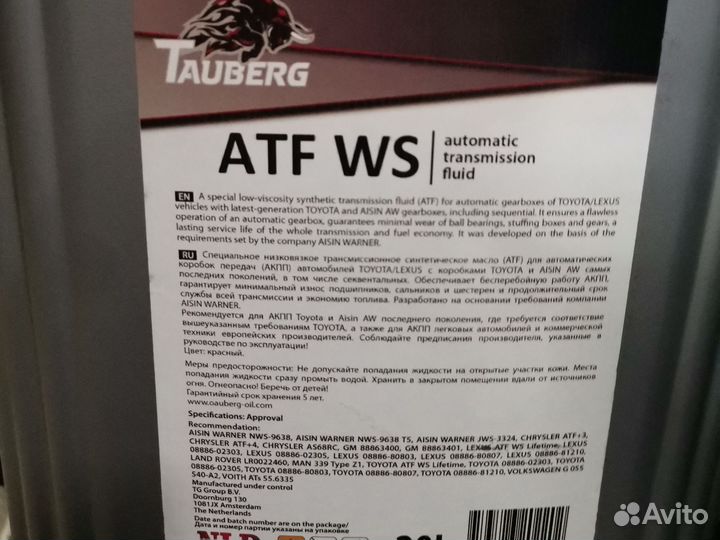 TAUBERG
ATF WS
automatic
transmission
fluid
EN A special low-viscosity synthetic transmission fluid (ATF) for automatic gearboxes of TOYOTA/LEXUS
vehicles with latest-generation TOYOTA and AISIN AW gearboxes, including sequential. It ensures a flawless
operation of an automatic gearbox, guarantees minimal wear of ball bearings, stuffing boxes and gears, a
lasting service life of the whole transmission and fuel economy. It was developed on the basis of the
requirements set by the company AISIN WARNER.
RU Специальное низковязкое трансмиссионное синтетическое масло (ATF) для автоматических
коробок передач (АКПП) автомобилей TOYOTA/LEXUS с коробками TOYOTA и AISIN AW самых
последних поколений, в том числе секвентальных. Обеспечивает бесперебойную работу АКПП,
гарантирует минимальный износ подшипников, сальников и шестерен и продолжительный срок
службы всей трансмиссии и экономию топлива. Разработано на основании требований компании
AISIN WARNER.
Рекомендуется для АКПП Toyota и Aisin AW последнего поколения, где требуется соответствие
вышеуказанным требованиям TOYOTA, а также для АКПП легковых автомобилей и коммерческой
техники европейских производителей. Соблюдайте предписания производителя, указанные в
руководстве по эксплуатации!
Цвет: красный.
Меры предосторожности: Не допускайте попадания жидкости на открытые участки кожи. Места
попадания жидкости сразу промыть водой. Хранить в закрытом помещении вдали от источников
огня. Огнеопасно! Беречь от детей!
Гарантийный срок хранения 5 лет.
www.oauberg-oil.com
Specifications: Approval
Recommendation:
AISIN WARNER NWS-9638, AISIN WARNER NWS-9638 T5, AISIN WARNER JWS-3324, CHRYSLER ATF+3,
CHRYSLER ATF+4, CHRYSLER AS68RC, GM 88863400, GM 88863401, LEXUS ATF WS Lifetime, LEXUS
08886-02303, LEXUS 08886-02305, LEXUS 08886-80803, LEXUS 08886-80807, LEXUS 08886-81210,
LAND ROVER LR0022460, MAN 339 Type Z1, TOYOTA ATF WS Lifetime, TOYOTA 08886-02303, TOYOTA
08886-02305, TOYOTA 08886-80803, TOYOTA 08886-80807, TOYOTA 08886-81210, VOLKSWAGEN G 055
540-A2, VOITH ATs 55.6335
Manufactured under control
TG Group B.V.
Doornburg 130
1081JX Amsterdam
The Netherlands
Date and batch number are on the package/
Дата и номер партии указаны на упаковке
Avito